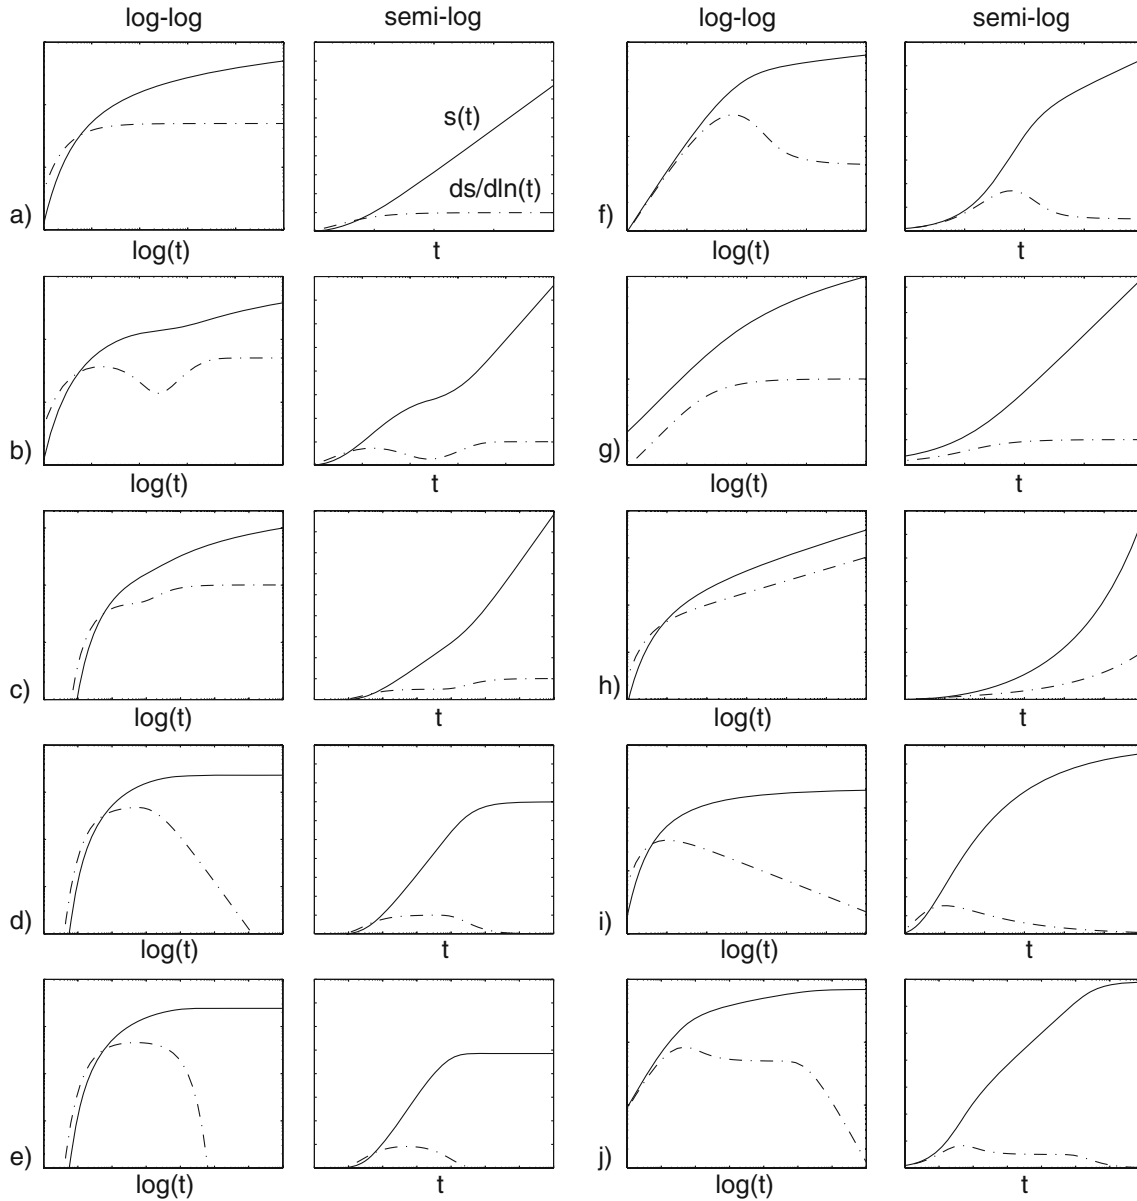 log-log
semi-log
log-log
semi-log
s(t)
ds/dln(t)
a)
log(t)
t
f)
log(t)
t
b)
log(t)
t
g)
log(t)
t
c)
log(t)
t
h)
log(t)
t
d)
log(t)
t
i)
log(t)
t
e)
log(t)
t
j)
log(t)
t